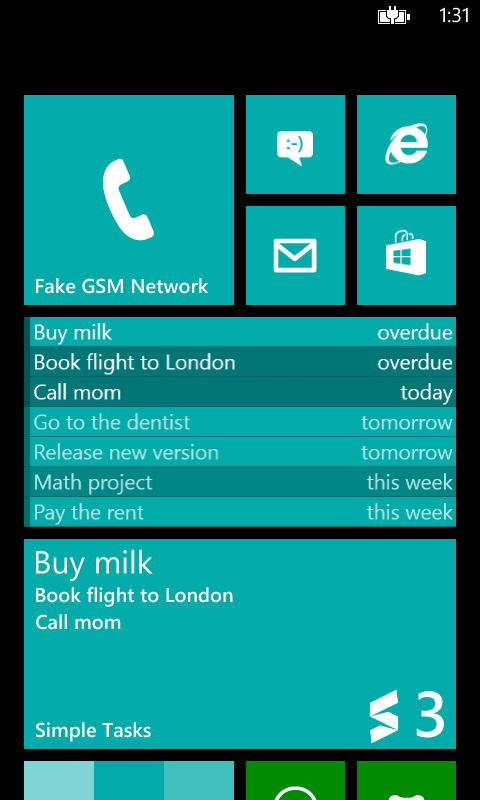 1:31
:-)
Fake GSM Network
Buy milk overdue
Book flight to London overdue
Call mom today
Go to the dentist tomorrow
Release new version tomorrow
Math project this week
Pay the rent this week
Buy milk
Book flight to London
Call mom
3
Simple Tasks